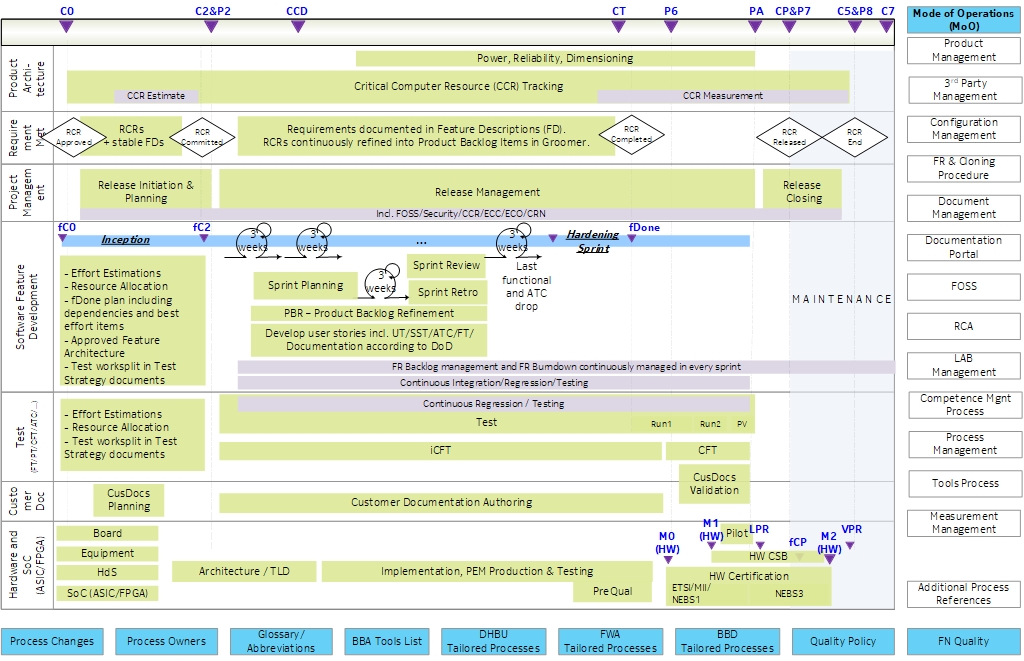 C0
C2&P2
CCD
CT
P6
PA
CP&P7
C5&P8
C7
Mode of Operations
(MoO)
Product
Archi-
tecture
Power, Reliability, Dimensioning
Critical Computer Resource (CCR) Tracking
CCR Estimate
CCR Measurement
Product
Management
3rd Party
Management
Require
ment
Mgt
RCR
Approved
RCRs
+ stable FDs
RCR
Committed
Requirements documented in Feature Descriptions (FD).
RCRs continuously refined into Product Backlog Items in Groomer.
RCR
Completed
RCR
Released
RCR
End
Configuration
Management
Project
Managem
ent
Release Initiation &
Planning
Release Management
Release
Closing
Incl. FOSS/Security/CCR/ECC/ECO/CRN
FR & Cloning
Procedure
Document
Management
Software Feature
Development
fC0
Inception
fC2
3
weeks
3
weeks
...
3
weeks
Hardening
Sprint
fDone
- Effort Estimations
- Resource Allocation
- fDone plan including
dependencies and best
effort items
- Approved Feature
Architecture
- Test worksplit in Test
Strategy documents
Sprint Planning
3
weeks
Sprint Review
Sprint Retro
Last
functional
and ATC
drop
PBR – Product Backlog Refinement
Develop user stories incl. UT/SST/ATC/FT/
Documentation according to DoD
FR Backlog management and FR Burndown continuously managed in every sprint
Continuous Integration/Regression/Testing
MAINTENANCE
Documentation
Portal
FOSS
RCA
LAB
Management
Test
(FT/PT/CFT/ATC/...)
- Effort Estimations
- Resource Allocation
- Test worksplit in Test
Strategy documents
Continuous Regression / Testing
Test
Run1
Run2
PV
iCFT
CFT
Competence Mgnt
Process
Process
Management
Custo
mer
Doc
CusDocs
Planning
Customer Documentation Authoring
CusDocs
Validation
Tools Process
Measurement
Management
Hardware and
SoC
(ASIC/FPGA)
Board
Equipment
HdS
SoC (ASIC/FPGA)
Architecture / TLD
Implementation, PEM Production & Testing
PreQual
M0
(HW)
M1
(HW)
Pilot
LPR
fCP
M2
(HW)
VPR
HW CSB
HW Certification
ETSI/MII/
NEBS1
NEBS3
Additional Process
References
Process Changes
Process Owners
Glossary/
Abbreviations
BBA Tools List
DHBU
Tailored Processes
FWA
Tailored Processes
BBD
Tailored Processes
Quality Policy
FN Quality